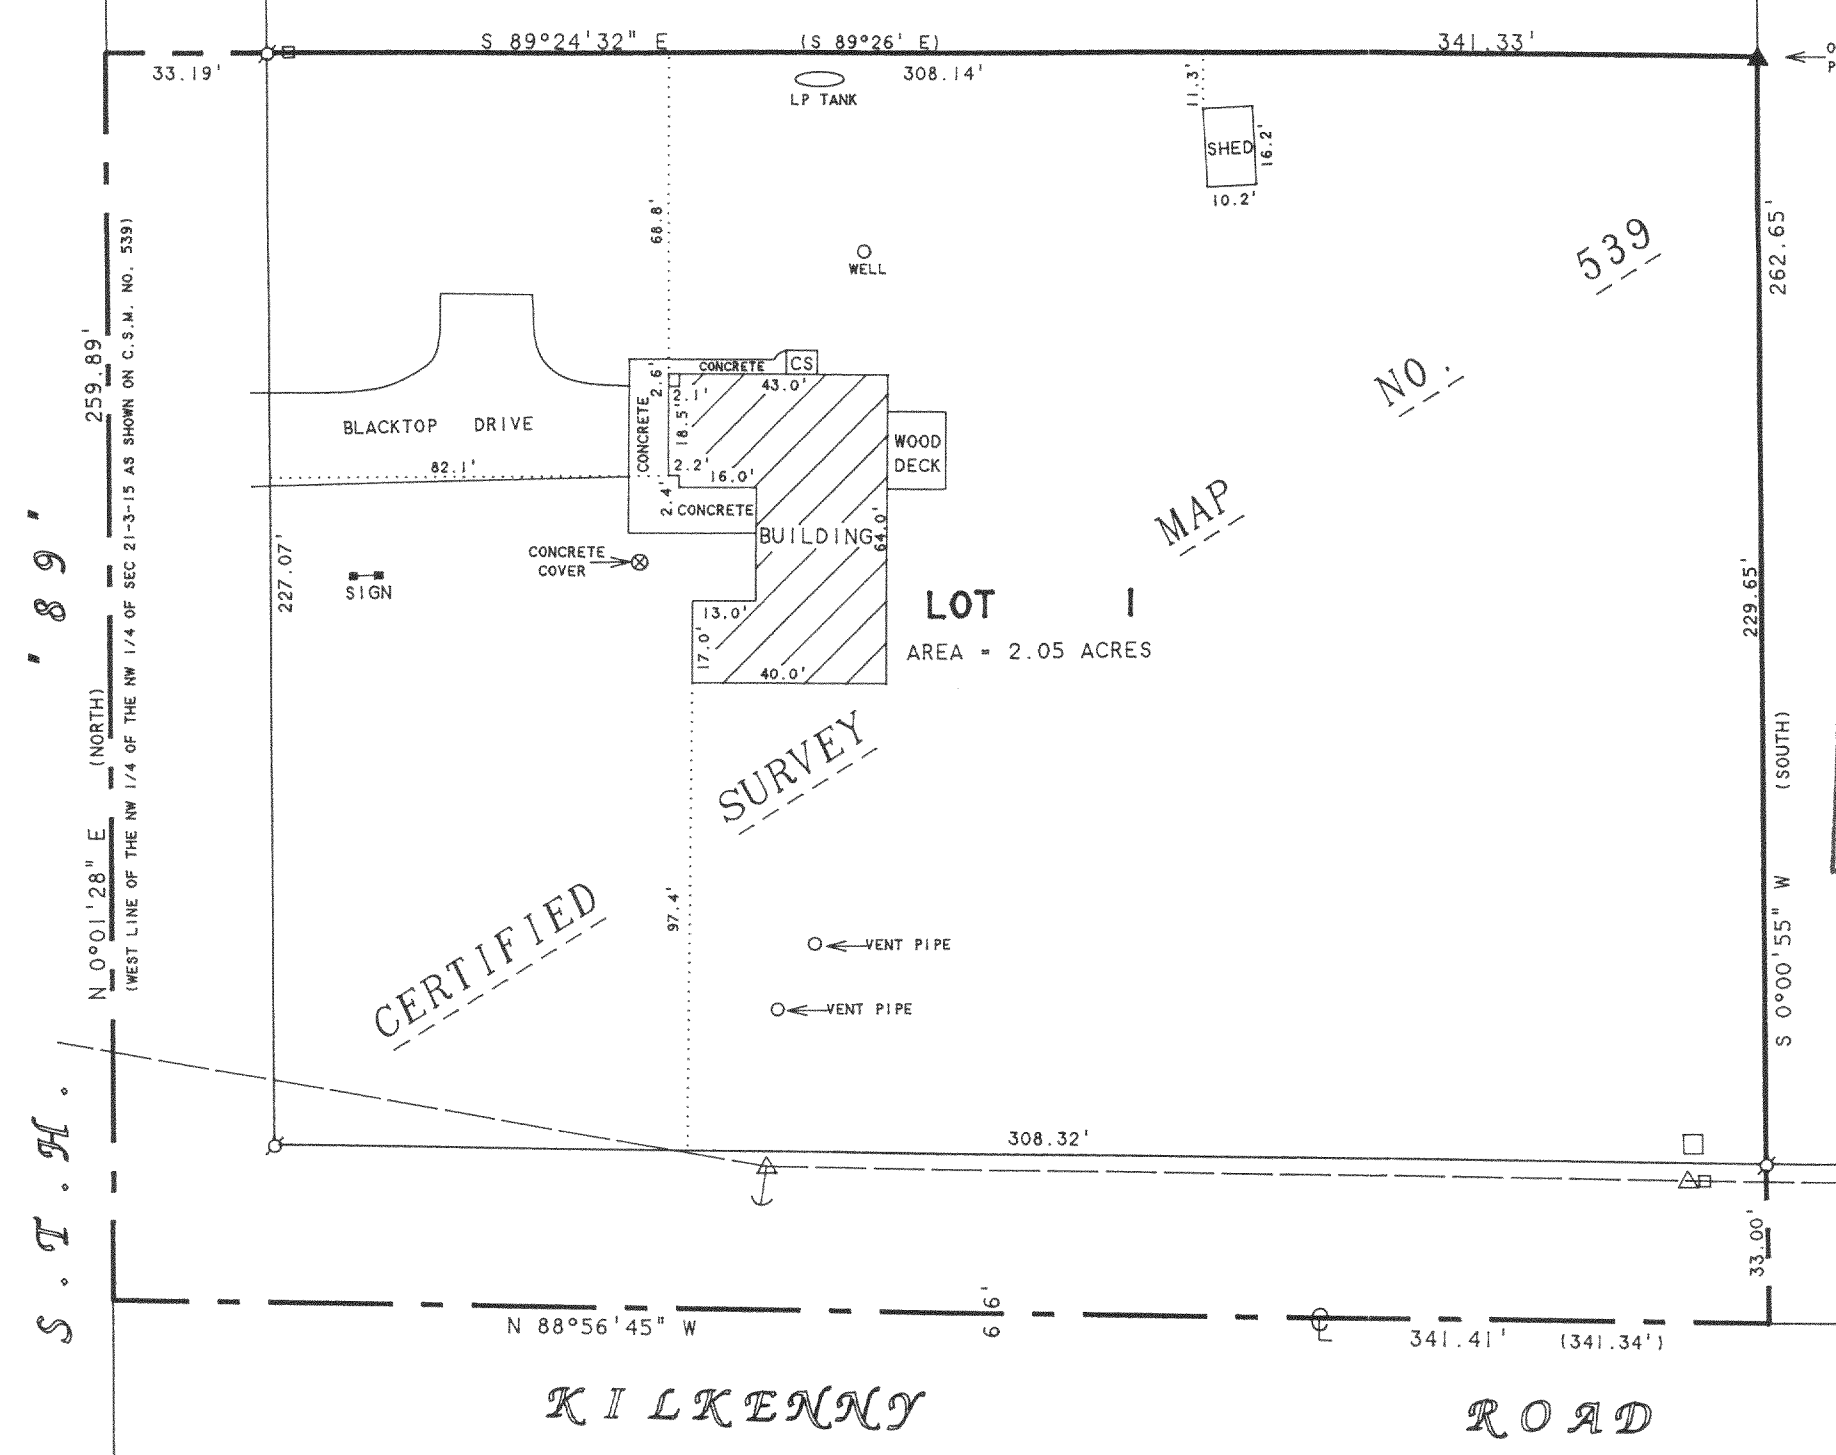 S 89°24'32" E (S 89°26' E) 341.33'
33.19' 308.14'
LP TANK
11.3'
SHED
16.2'
10.2'
68.8'
WELL
262.65'
539
NO.
MAP
SURVEY
CERTIFIED
259.89'
(WEST LINE OF THE NW 1/4 OF THE NW 1/4 OF SEC 21-3-15 AS SHOWN ON C.S.M. NO. 539)
N 0°01'28" E (NORTH)
CONCRETE CS
2.6'
43.0'
2.1'
18.5'
CONCRETE
BLACKTOP DRIVE
82.1'
2.2'
16.0'
2.4'
CONCRETE
WOOD
DECK
BUILDING
64.0'
CONCRETE
COVER
SIGN
227.07'
13.0'
17.0'
40.0'
LOT 1
AREA = 2.05 ACRES
229.65'
(SOUTH)
S 0°00'55" W
97.4'
VENT PIPE
VENT PIPE
308.32'
33.00'
S.T.H. "89"
N 88°56'45" W
66'
CL
341.41' (341.34')
KILKENNY ROAD